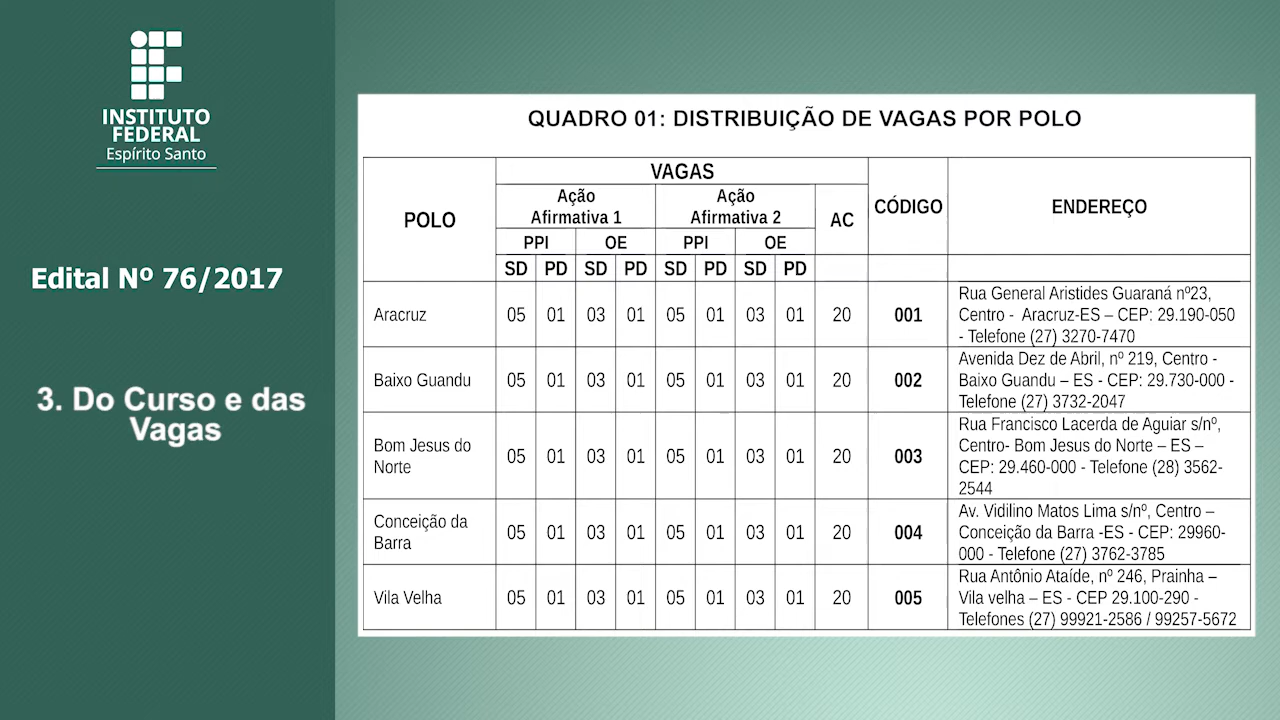 INSTITUTO
FEDERAL
Espírito Santo
Edital Nº 76/2017
3. Do Curso e das
Vagas
QUADRO 01: DISTRIBUIÇÃO DE VAGAS POR POLO
POLO
VAGAS
CÓDIGO
ENDEREÇO
Ação
Afirmativa 1
Ação
Afirmativa 2
AC
PPI OE PPI OE
SD PD SD PD SD PD SD PD
Aracruz 05 01 03 01 05 01 03 01 20 001
Rua General Aristides Guaraná nº23,
Centro - Aracruz-ES – CEP: 29.190-050
- Telefone (27) 3270-7470
Baixo Guandu 05 01 03 01 05 01 03 01 20 002
Avenida Dez de Abril, nº 219, Centro -
Baixo Guandu – ES - CEP: 29.730-000 -
Telefone (27) 3732-2047
Bom Jesus do
Norte
05 01 03 01 05 01 03 01 20 003
Rua Francisco Lacerda de Aguiar s/nº,
Centro- Bom Jesus do Norte – ES –
CEP: 29.460-000 - Telefone (28) 3562-
2544
Conceição da
Barra
05 01 03 01 05 01 03 01 20 004
Av. Vidilino Matos Lima s/nº, Centro –
Conceição da Barra -ES - CEP: 29960-
000 - Telefone (27) 3762-3785
Vila Velha 05 01 03 01 05 01 03 01 20 005
Rua Antônio Ataíde, nº 246, Prainha –
Vila velha – ES - CEP 29.100-290 -
Telefones (27) 99921-2586 / 99257-5672